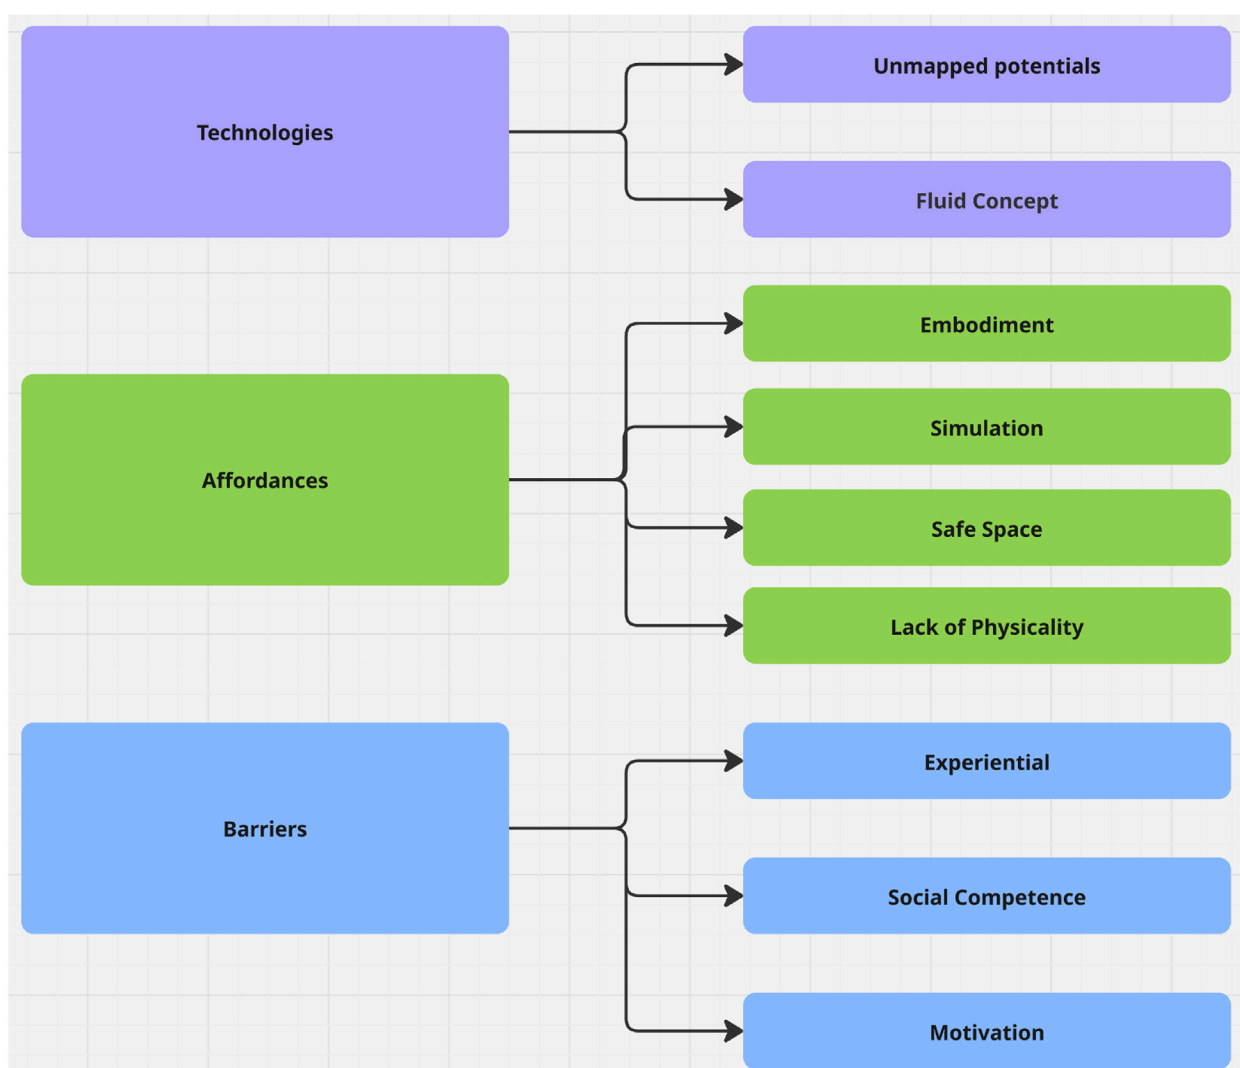 Technologies
Unmapped potentials
Fluid Concept
Affordances
Embodiment
Simulation
Safe Space
Lack of Physicality
Barriers
Experiential
Social Competence
Motivation